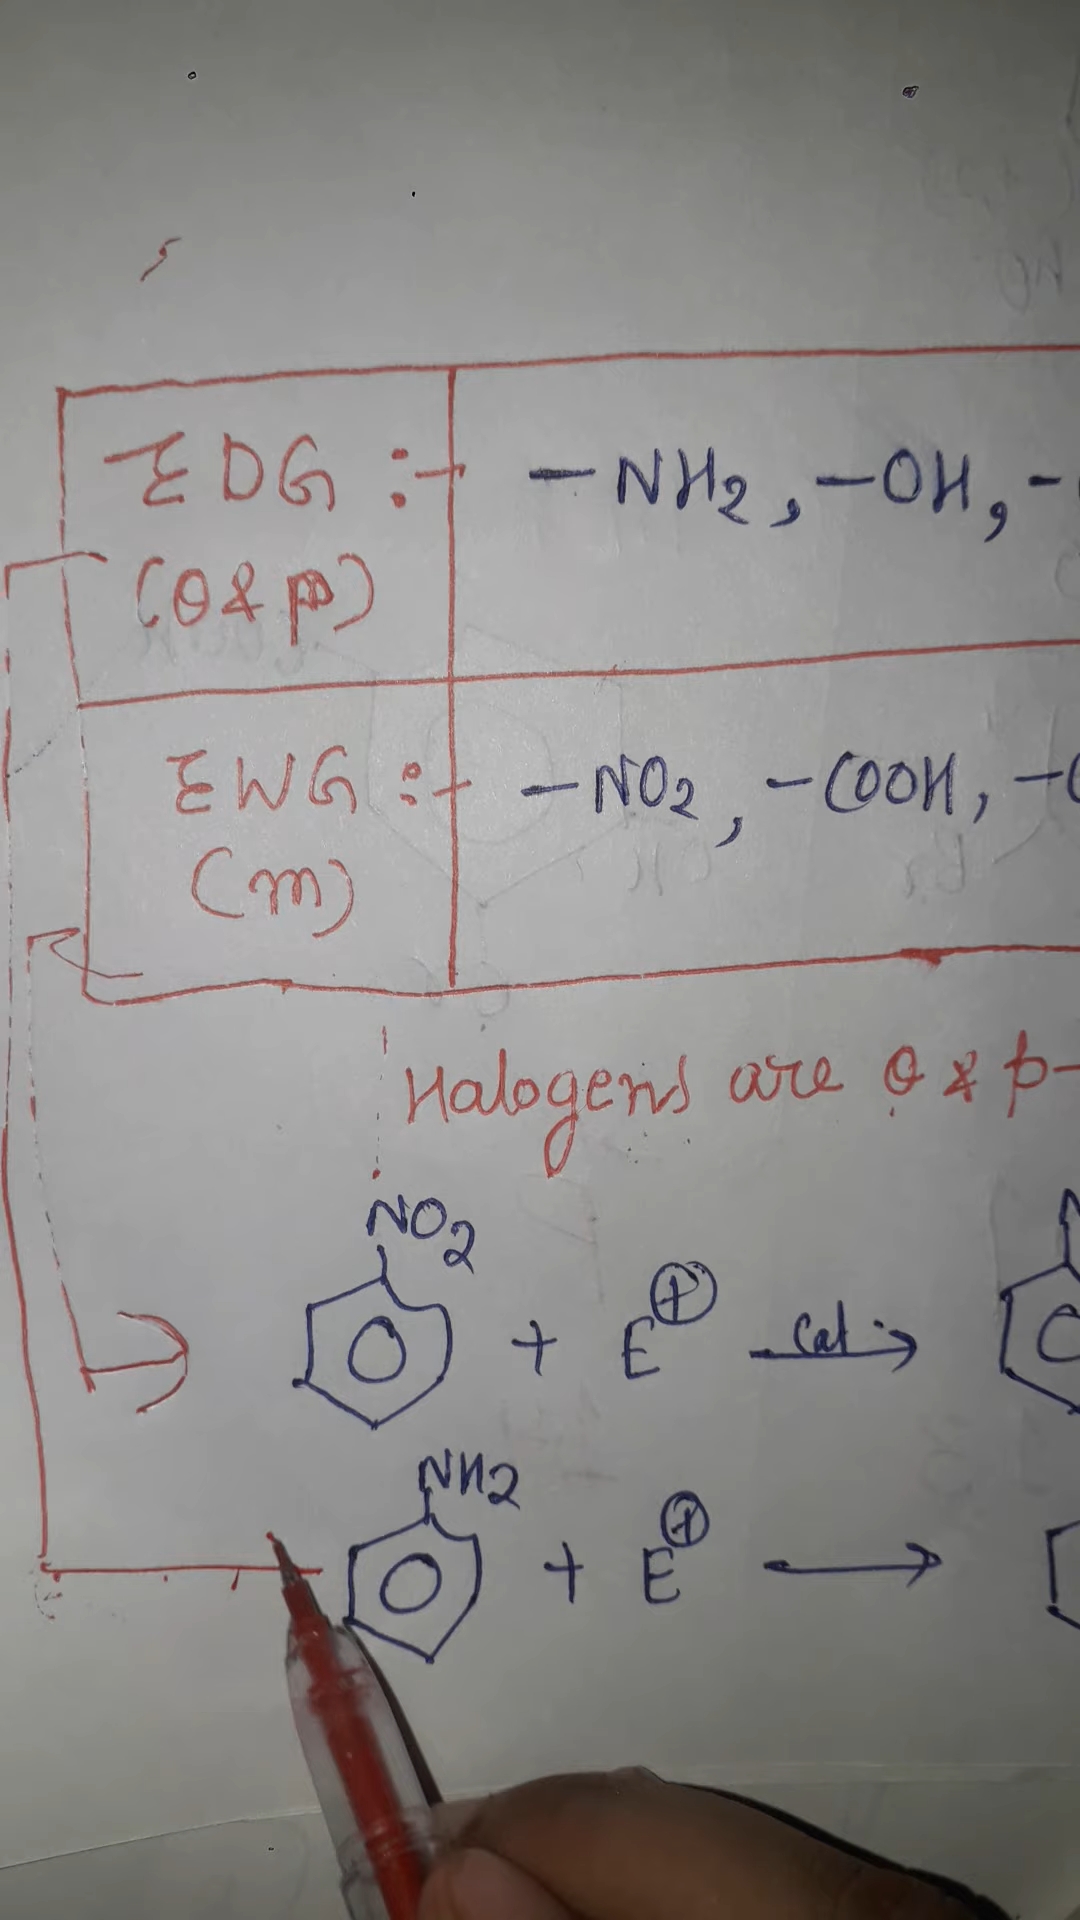 EDG :- -NH2, -OH, -
(o & p)
EWG :- -NO2, -COOH, -C
(m)
Halogens are o & p-
NO2
+ E⊕ Cat.
NH2
+ E⊕